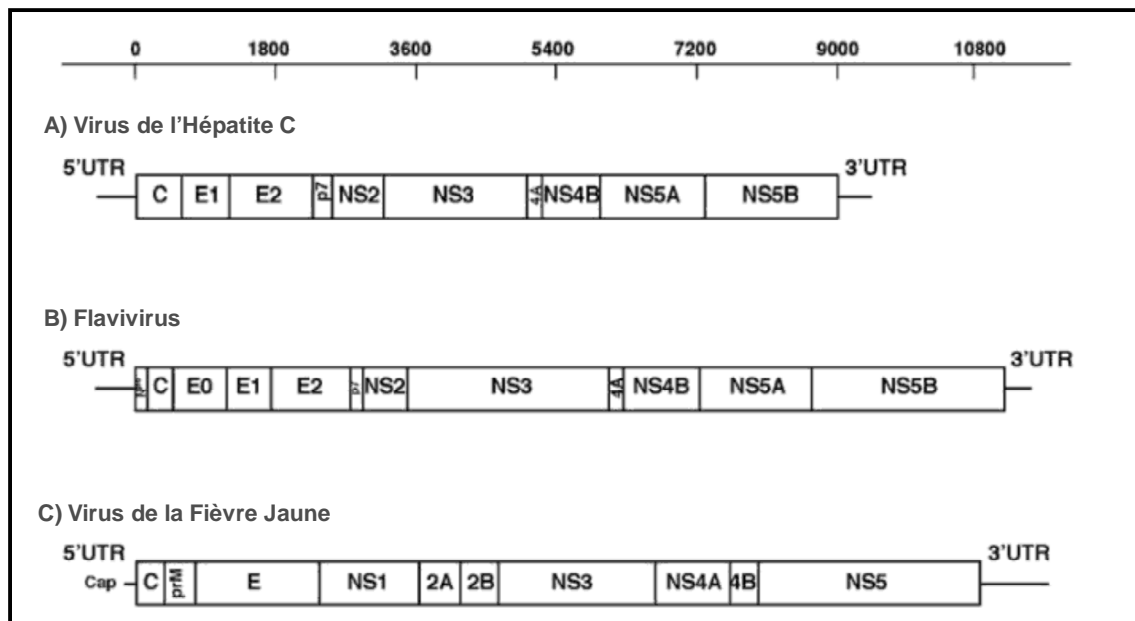 0 1800 3600 5400 7200 9000 10800
A) Virus de l’Hépatite C
5’UTR 3’UTR
C E1 E2 p7 NS2 NS3 4A NS4B NS5A NS5B
B) Flavivirus
5’UTR 3’UTR
C E0 E1 E2 p7 NS2 NS3 4A NS4B NS5A NS5B
C) Virus de la Fièvre Jaune
5’UTR 3’UTR
Cap C prM E NS1 2A 2B NS3 NS4A 4B NS5